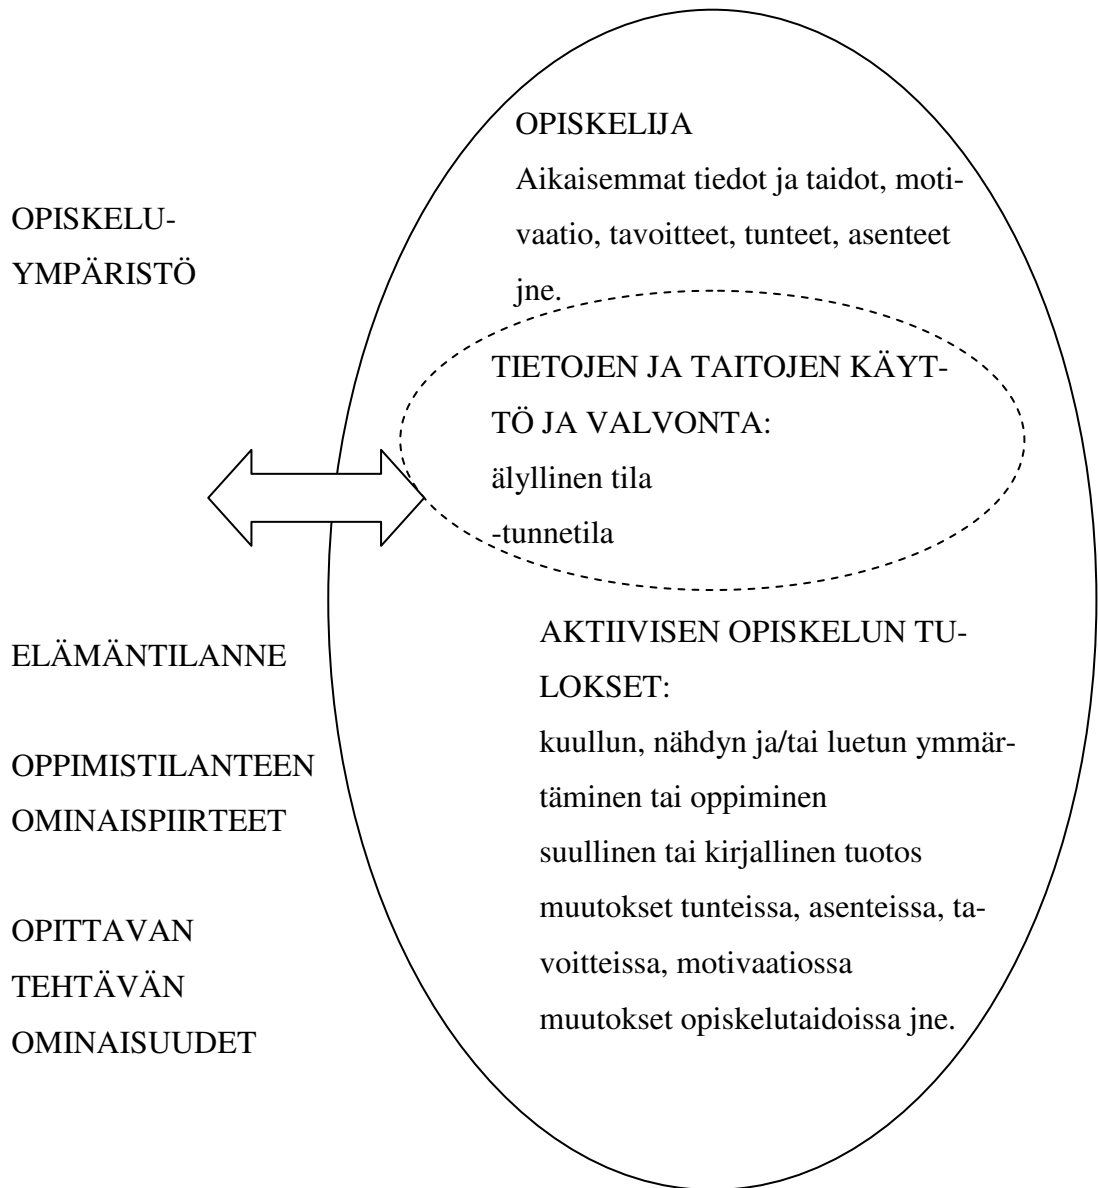 OPISKELU-
YMPÄRISTÖ
OPISKELIJA
Aikaisemmat tiedot ja taidot, moti-
vaatio, tavoitteet, tunteet, asenteet
jne.
TIETOJEN JA TAITOJEN KÄYT-
TÖ JA VALVONTA:
älyllinen tila
-tunnetila
ELÄMÄNTILANNE
OPPIMISTILANTEEN
OMINAISPIIRTEET
OPITTAVAN
TEHTÄVÄN
OMINAISUUDET
AKTIIVISEN OPISKELUN TU-
LOKSET:
kuullun, nähdyn ja/tai luetun ymmär-
täminen tai oppiminen
suullinen tai kirjallinen tuotos
muutokset tunteissa, asenteissa, ta-
voitteissa, motivaatiossa
muutokset opiskelutaidoissa jne.